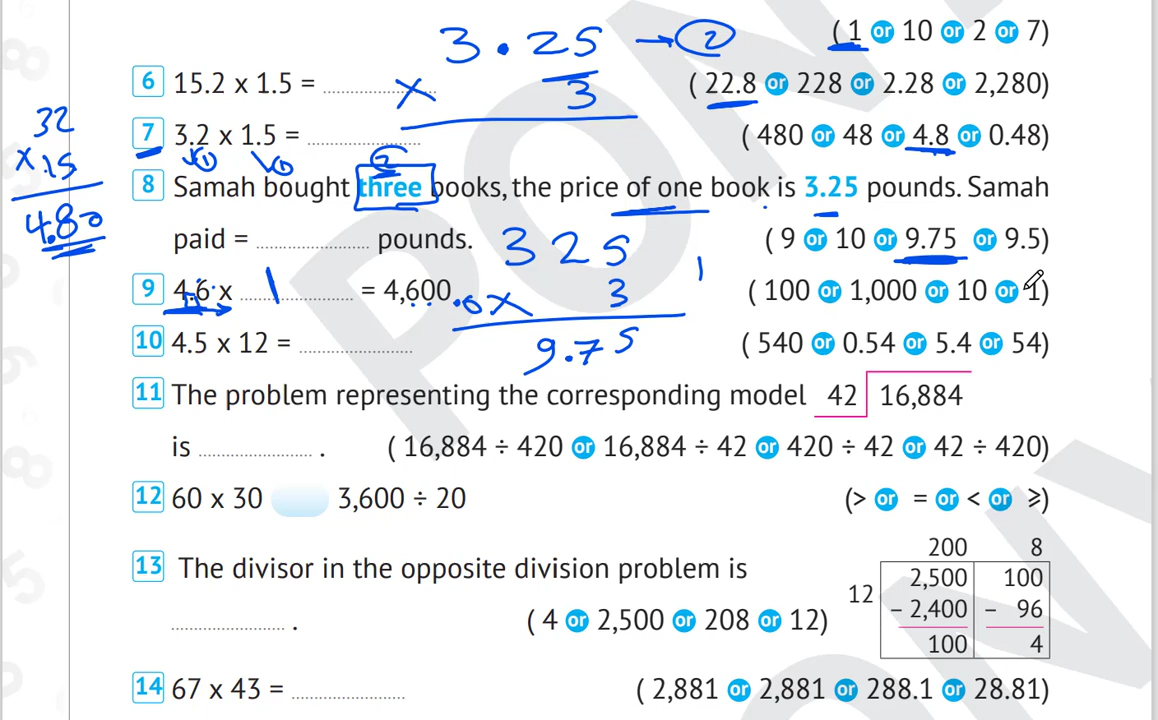 3.25 → 2
( 1 or 10 or 2 or 7)
6 15.2 x 1.5 = .................... ( 22.8 or 228 or 2.28 or 2,280)
x 3
32
x .15
4.80
7 3.2 x 1.5 = .................... ( 480 or 48 or 4.8 or 0.48)
1 1 2
8 Samah bought three books, the price of one book is 3.25 pounds. Samah
paid = .................... pounds. ( 9 or 10 or 9.75 or 9.5)
325
x 3
9.75
1
9 4.6 x .......1............. = 4,600.0 ( 100 or 1,000 or 10 or 1)
10 4.5 x 12 = .................... ( 540 or 0.54 or 5.4 or 54)
11 The problem representing the corresponding model 42 16,884
is .................... . ( 16,884 ÷ 420 or 16,884 ÷ 42 or 420 ÷ 42 or 42 ÷ 420)
12 60 x 30 3,600 ÷ 20 (> or = or < or ⩾)
13 The divisor in the opposite division problem is
.................... . ( 4 or 2,500 or 208 or 12)
200 8
12 2,500 100
– 2,400 – 96
100 4
14 67 x 43 = .................... ( 2,881 or 2,881 or 288.1 or 28.81)
PONY